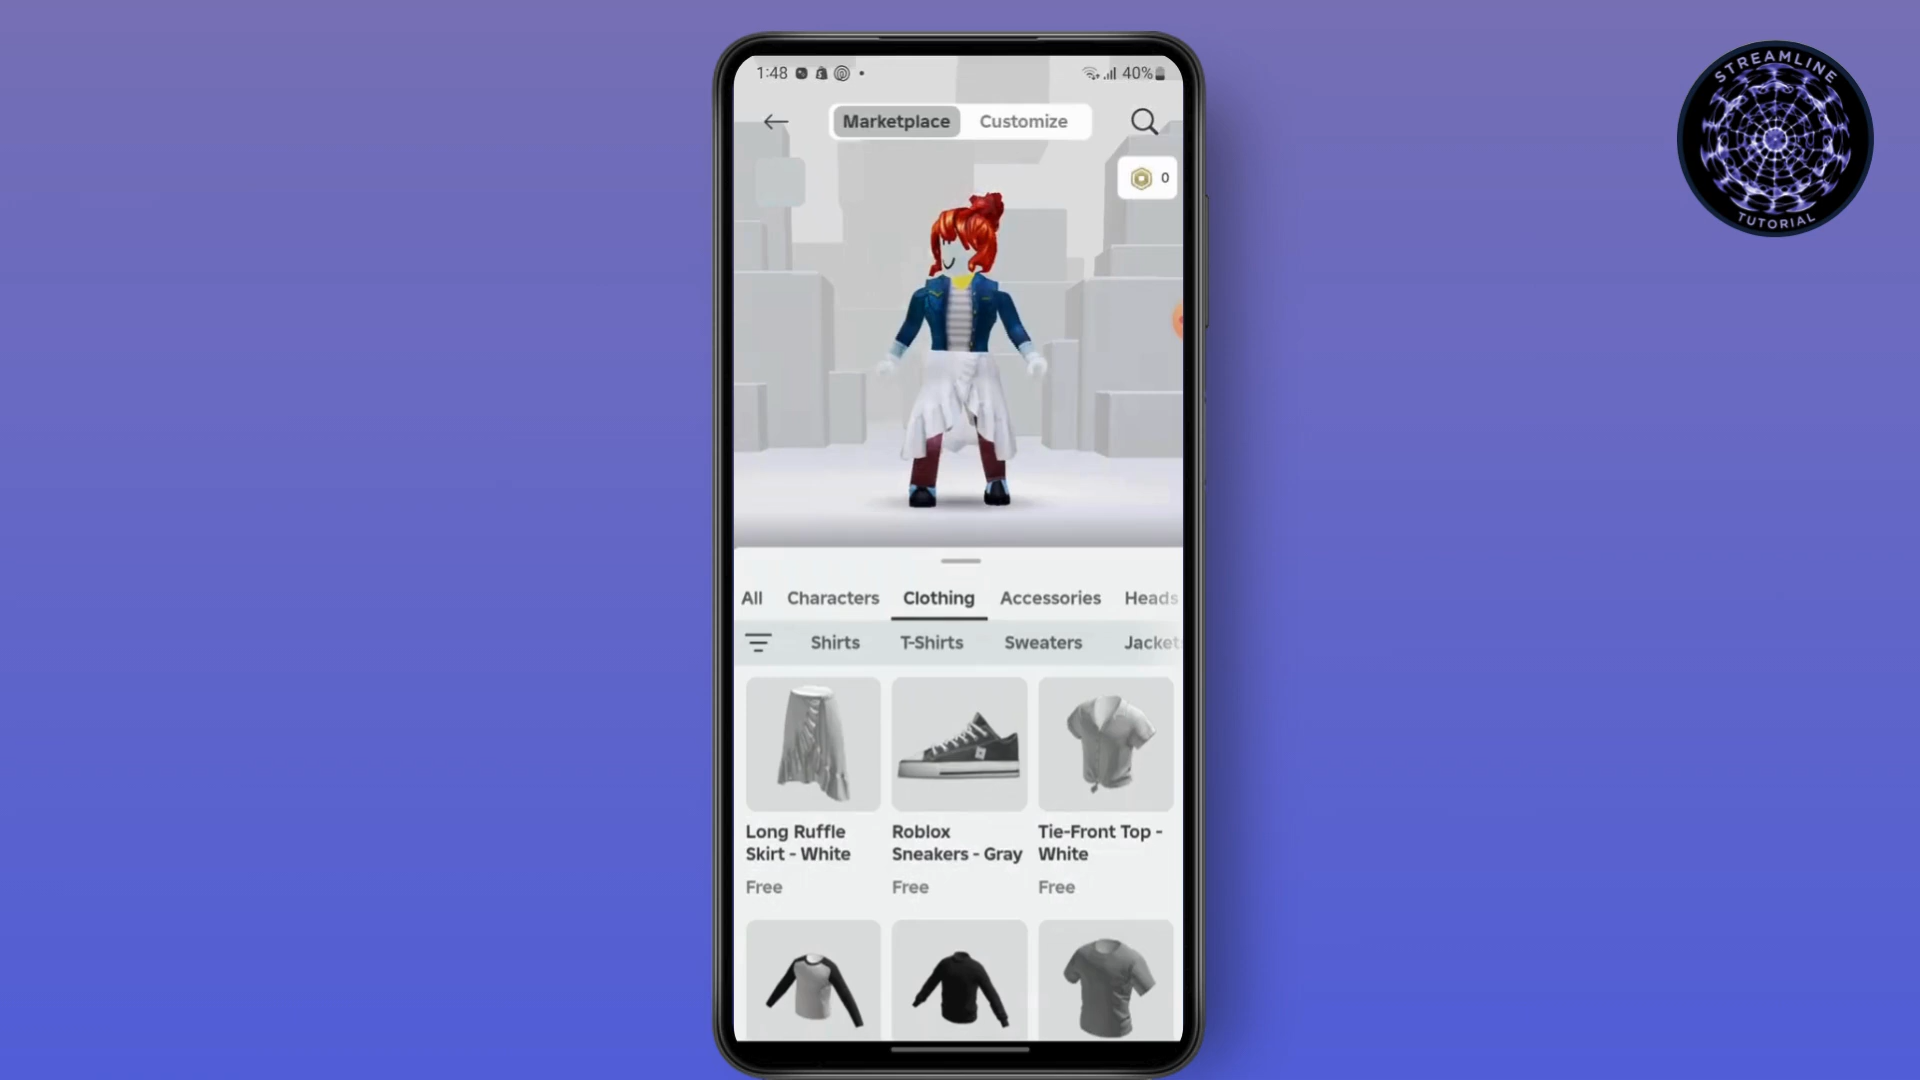 STREAMLINE
TUTORIAL
1:48
40%
Marketplace Customize
0
All Characters Clothing Accessories Heads
Shirts T-Shirts Sweaters Jacket
Long Ruffle
Skirt - White
Free
Roblox
Sneakers - Gray
Free
Tie-Front Top -
White
Free